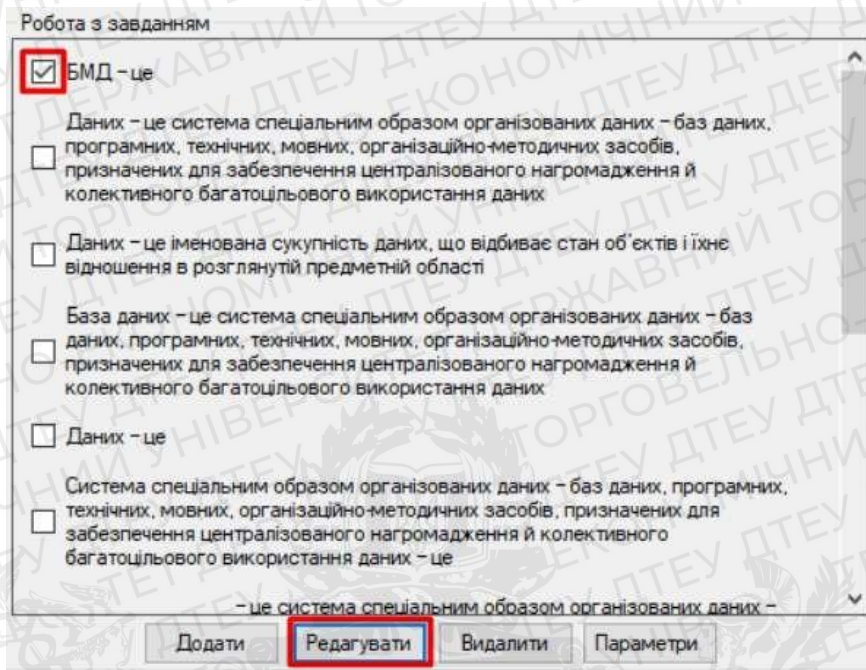 Робота з завданням
БМД – це
Даних – це система спеціальним образом організованих даних – баз даних,
програмних, технічних, мовних, організаційно-методичних засобів,
призначених для забезпечення централізованого нагромадження й
колективного багатоцільового використання даних
Даних – це іменована сукупність даних, що відбиває стан об'єктів і їхнє
відношення в розглянутій предметній області
База даних – це система спеціальним образом організованих даних – баз
даних, програмних, технічних, мовних, організаційно-методичних засобів,
призначених для забезпечення централізованого нагромадження й
колективного багатоцільового використання даних
Даних – це
Система спеціальним образом організованих даних – баз даних, програмних,
технічних, мовних, організаційно-методичних засобів, призначених для
забезпечення централізованого нагромадження й колективного
багатоцільового використання даних – це
– це система спеціальним образом організованих даних –
Додати Редагувати Видалити Параметри